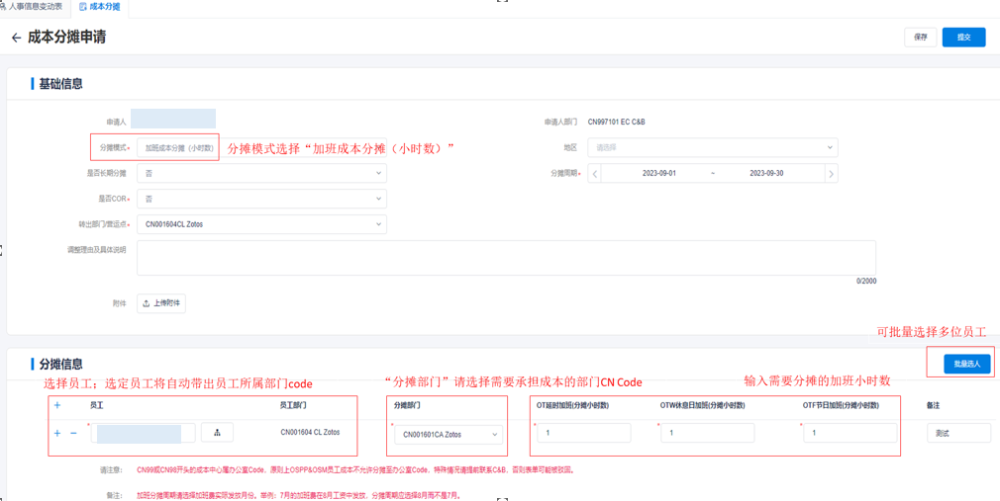 人事信息变动表 成本分摊
← 成本分摊申请 保存 提交
基础信息
申请人 申请人部门 CN997101 EC C&B
分摊模式* 加班成本分摊（小时数） 分摊模式选择“加班成本分摊（小时数）” 地区 请选择
是否长期分摊 否 分摊周期* 2023-09-01 ~ 2023-09-30
是否COR* 否
转出部门/营运点* CN001604CL Zotos
调整理由及具体说明
0/2000
附件 上传附件
可批量选择多位员工
分摊信息 批量选人
选择员工；选定员工将自动带出员工所属部门code “分摊部门”请选择需要承担成本的部门CN Code 输入需要分摊的加班小时数
+ 员工 员工部门 分摊部门 OT延时加班(分摊小时数) OTW休息日加班(分摊小时数) OTF节日加班(分摊小时数) 备注
+ − * CN001604 CL Zotos * CN001601CA Zotos * 1 * 1 * 1 测试
请注意： CN99或CN98开头的成本中心属办公室Code，原则上OSPP&OSM员工成本不允许分摊至办公室Code，特殊情况请提前联系C&B，否则表单可能被驳回。
备注： 加班分摊周期请选择加班费实际发放月份。举例：7月的加班费在8月工资中发放，分摊周期应选择8月而不是7月。